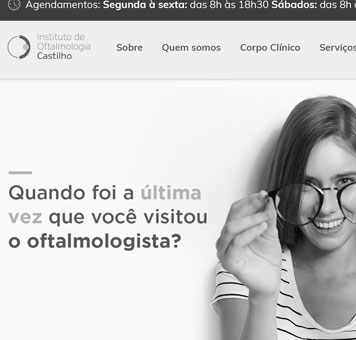 Agendamentos: Segunda à sexta: das 8h às 18h30 Sábados: das 8h
Instituto de
Oftalmologia
Castilho
Sobre Quem somos Corpo Clínico Serviços
Quando foi a última
vez que você visitou
o oftalmologista?